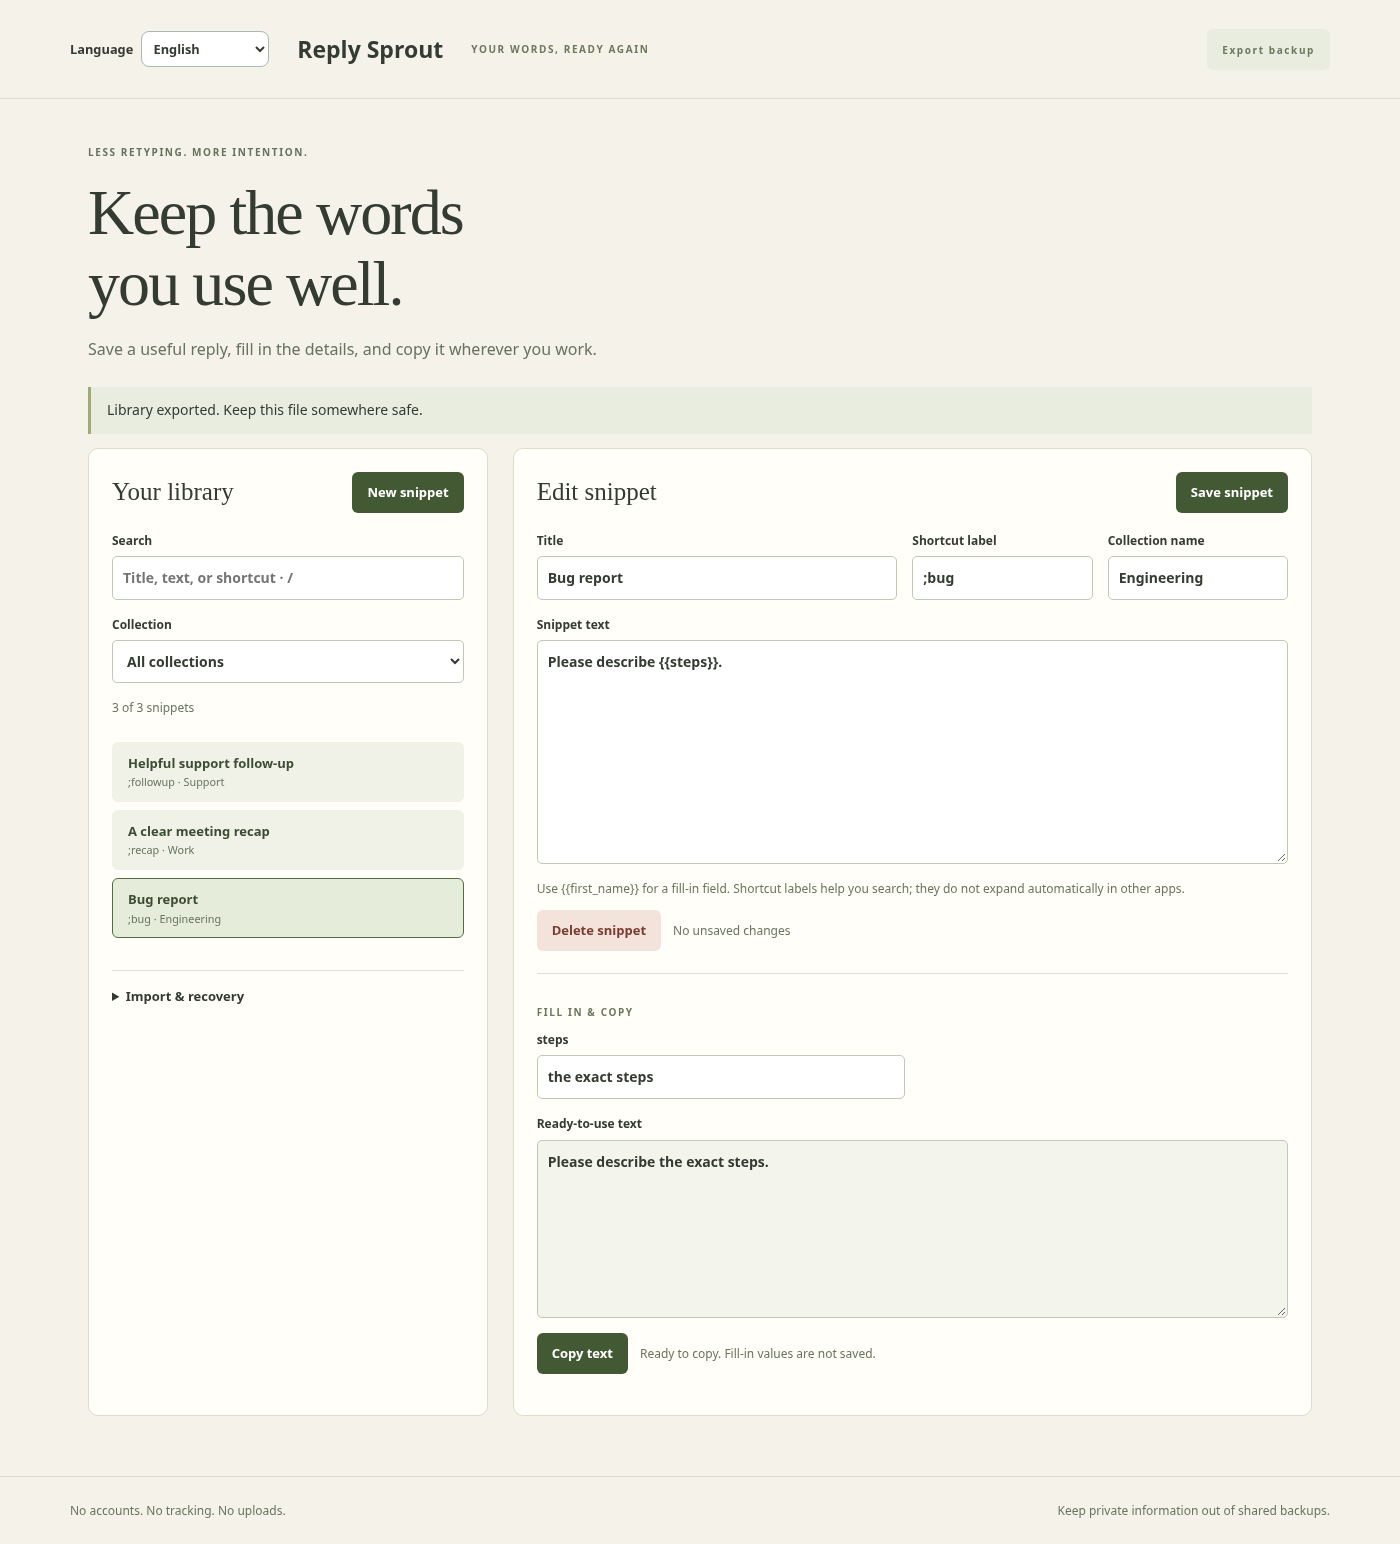 Language English Reply Sprout YOUR WORDS, READY AGAIN Export backup
LESS RETYPING. MORE INTENTION.
Keep the words
you use well.
Save a useful reply, fill in the details, and copy it wherever you work.
Library exported. Keep this file somewhere safe.
Your library New snippet
Search
Title, text, or shortcut · /
Collection
All collections
3 of 3 snippets
Helpful support follow-up
;followup · Support
A clear meeting recap
;recap · Work
Bug report
;bug · Engineering
Import & recovery
Edit snippet Save snippet
Title Shortcut label Collection name
Bug report ;bug Engineering
Snippet text
Please describe {{steps}}.
Use {{first_name}} for a fill-in field. Shortcut labels help you search; they do not expand automatically in other apps.
Delete snippet No unsaved changes
FILL IN & COPY
steps
the exact steps
Ready-to-use text
Please describe the exact steps.
Copy text Ready to copy. Fill-in values are not saved.
No accounts. No tracking. No uploads. Keep private information out of shared backups.